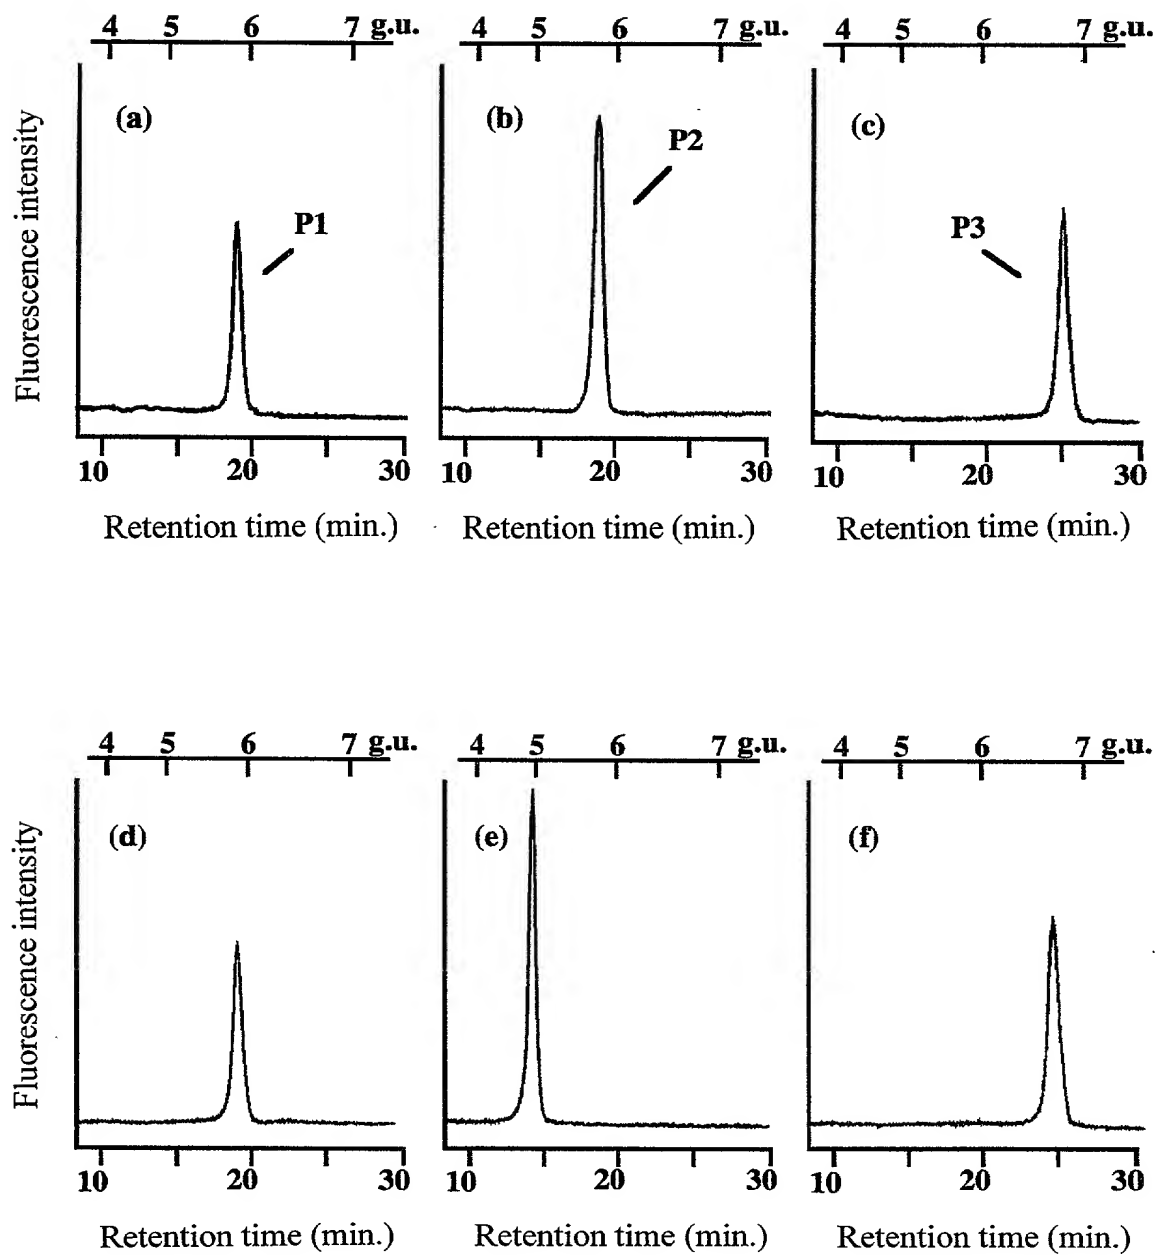 4 5 6 7 g.u. 4 5 6 7 g.u. 4 5 6 7 g.u.
(a) (b) (c)
P1 P2 P3
Fluorescence intensity
10 20 30 10 20 30 10 20 30
Retention time (min.) Retention time (min.) Retention time (min.)
4 5 6 7 g.u. 4 5 6 7 g.u. 4 5 6 7 g.u.
(d) (e) (f)
Fluorescence intensity
10 20 30 10 20 30 10 20 30
Retention time (min.) Retention time (min.) Retention time (min.)